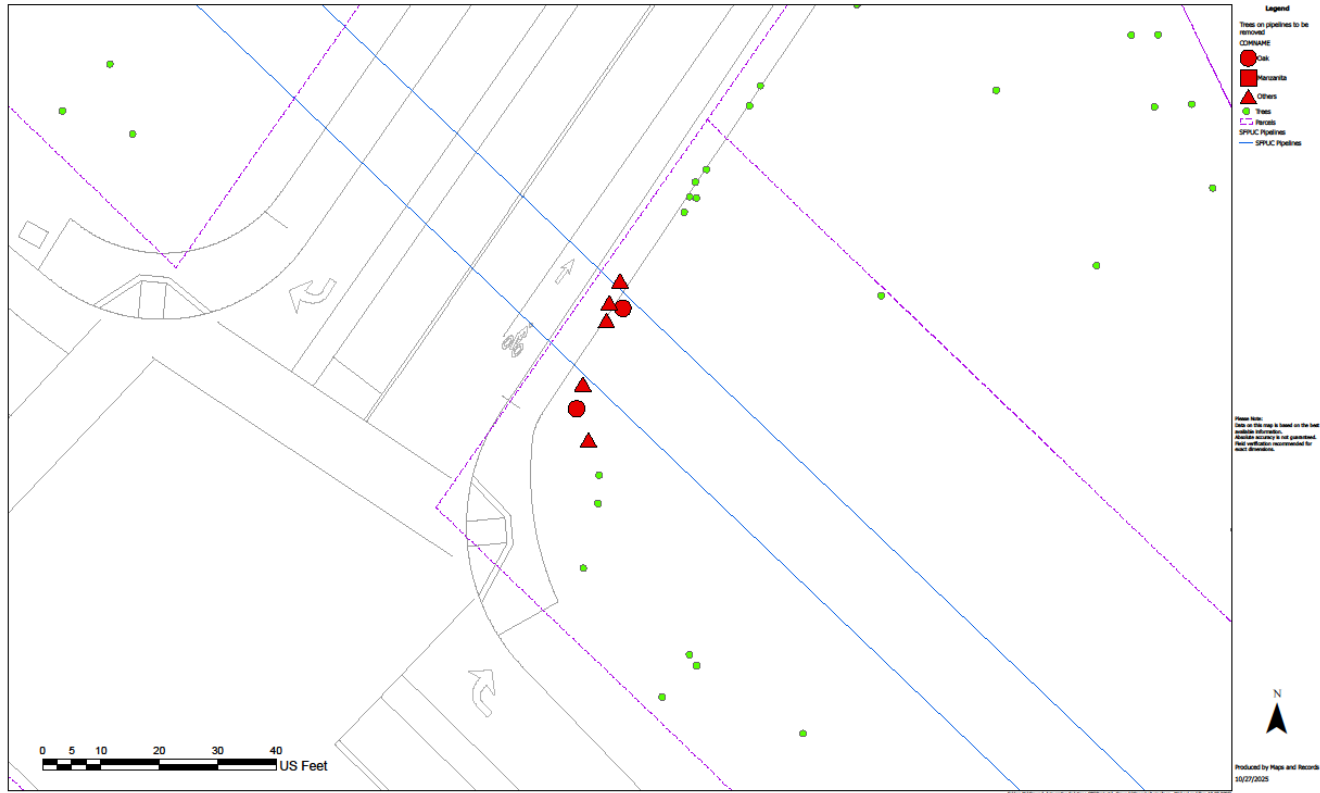 Legend
Trees on pipelines to be
removed
COMNAME
Oak
Manzanita
Others
Trees
Parcels
SFPUC Pipelines
SFPUC Pipelines
Please Note:
Data on this map is based on the best
available information.
Absolute accuracy is not guaranteed.
Field verification recommended for
exact dimensions.
N
0 5 10 20 30 40
US Feet
Produced by Maps and Records
10/27/2025